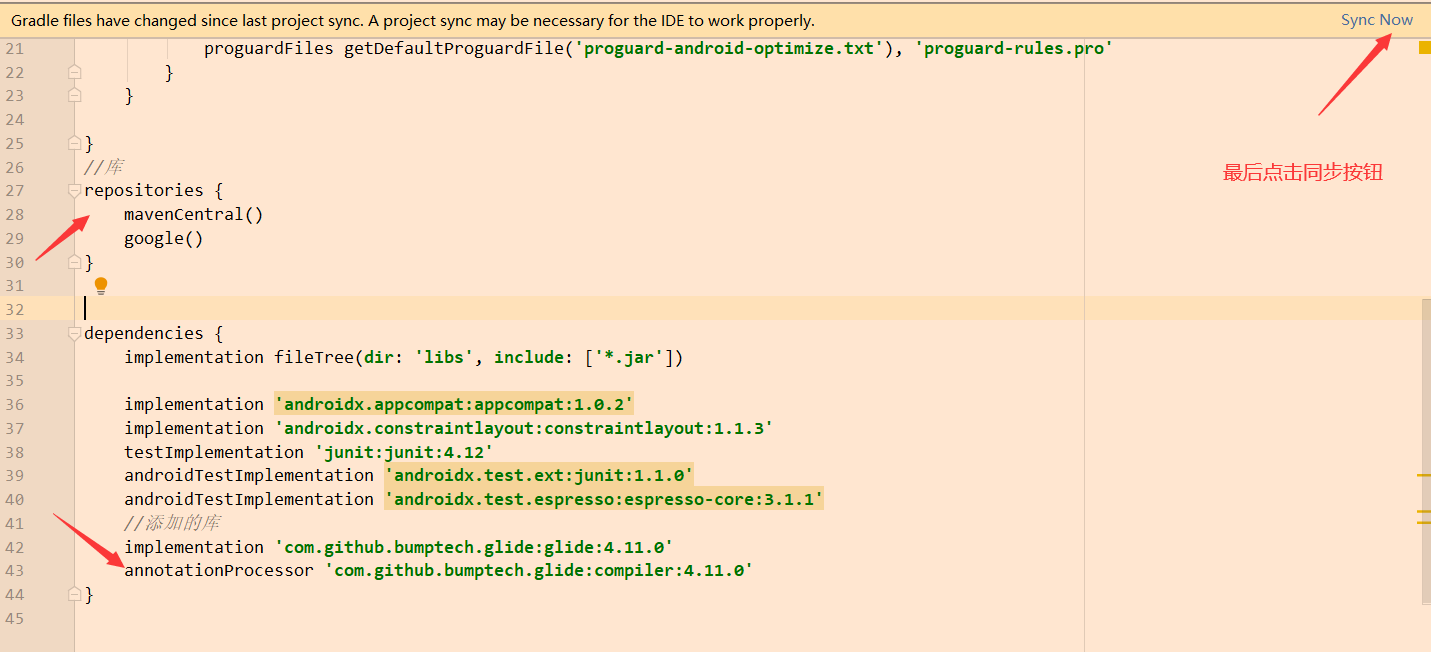 Gradle files have changed since last project sync. A project sync may be necessary for the IDE to work properly. Sync Now
21 proguardFiles getDefaultProguardFile('proguard-android-optimize.txt'), 'proguard-rules.pro'
22 }
23 }
24
25 }
26 //库
最后点击同步按钮
27 repositories {
28 mavenCentral()
29 google()
30 }
31
32
33 dependencies {
34 implementation fileTree(dir: 'libs', include: ['*.jar'])
35
36 implementation 'androidx.appcompat:appcompat:1.0.2'
37 implementation 'androidx.constraintlayout:constraintlayout:1.1.3'
38 testImplementation 'junit:junit:4.12'
39 androidTestImplementation 'androidx.test.ext:junit:1.1.0'
40 androidTestImplementation 'androidx.test.espresso:espresso-core:3.1.1'
41 //添加的库
42 implementation 'com.github.bumptech.glide:glide:4.11.0'
43 annotationProcessor 'com.github.bumptech.glide:compiler:4.11.0'
44 }
45